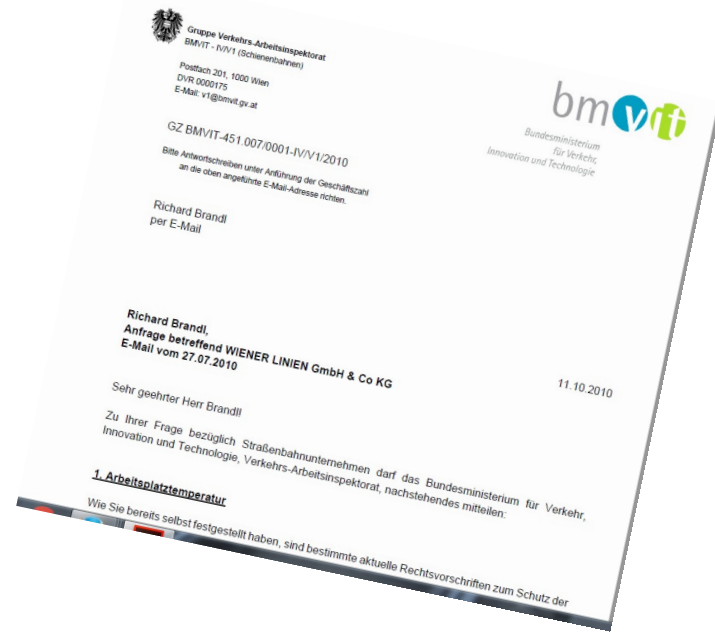 Gruppe Verkehrs-Arbeitsinspektorat
BMVIT - IV/V1 (Schienenbahnen)
Postfach 201, 1000 Wien
DVR 0000175
E-Mail: v1@bmvit.gv.at
bmvit
Bundesministerium
für Verkehr,
Innovation und Technologie
GZ BMVIT-451.007/0001-IV/V1/2010
Bitte Antwortschreiben unter Anführung der Geschäftszahl
an die oben angeführte E-Mail-Adresse richten.
Richard Brandl
per E-Mail
Richard Brandl,
Anfrage betreffend WIENER LINIEN GmbH & Co KG
E-Mail vom 27.07.2010
11.10.2010
Sehr geehrter Herr Brandl!
Zu Ihrer Frage bezüglich Straßenbahnunternehmen darf das Bundesministerium für Verkehr,
Innovation und Technologie, Verkehrs-Arbeitsinspektorat, nachstehendes mitteilen:
1. Arbeitsplatztemperatur
Wie Sie bereits selbst festgestellt haben, sind bestimmte aktuelle Rechtsvorschriften zum Schutz der